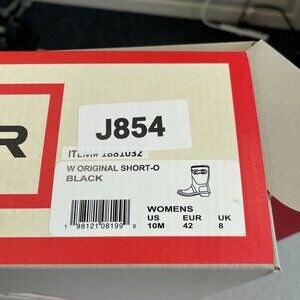 R
J854
ITEM# 1881032
W ORIGINAL SHORT-O
BLACK
WOMENS
US EUR UK
10M 42 8
1 98121 08199 9